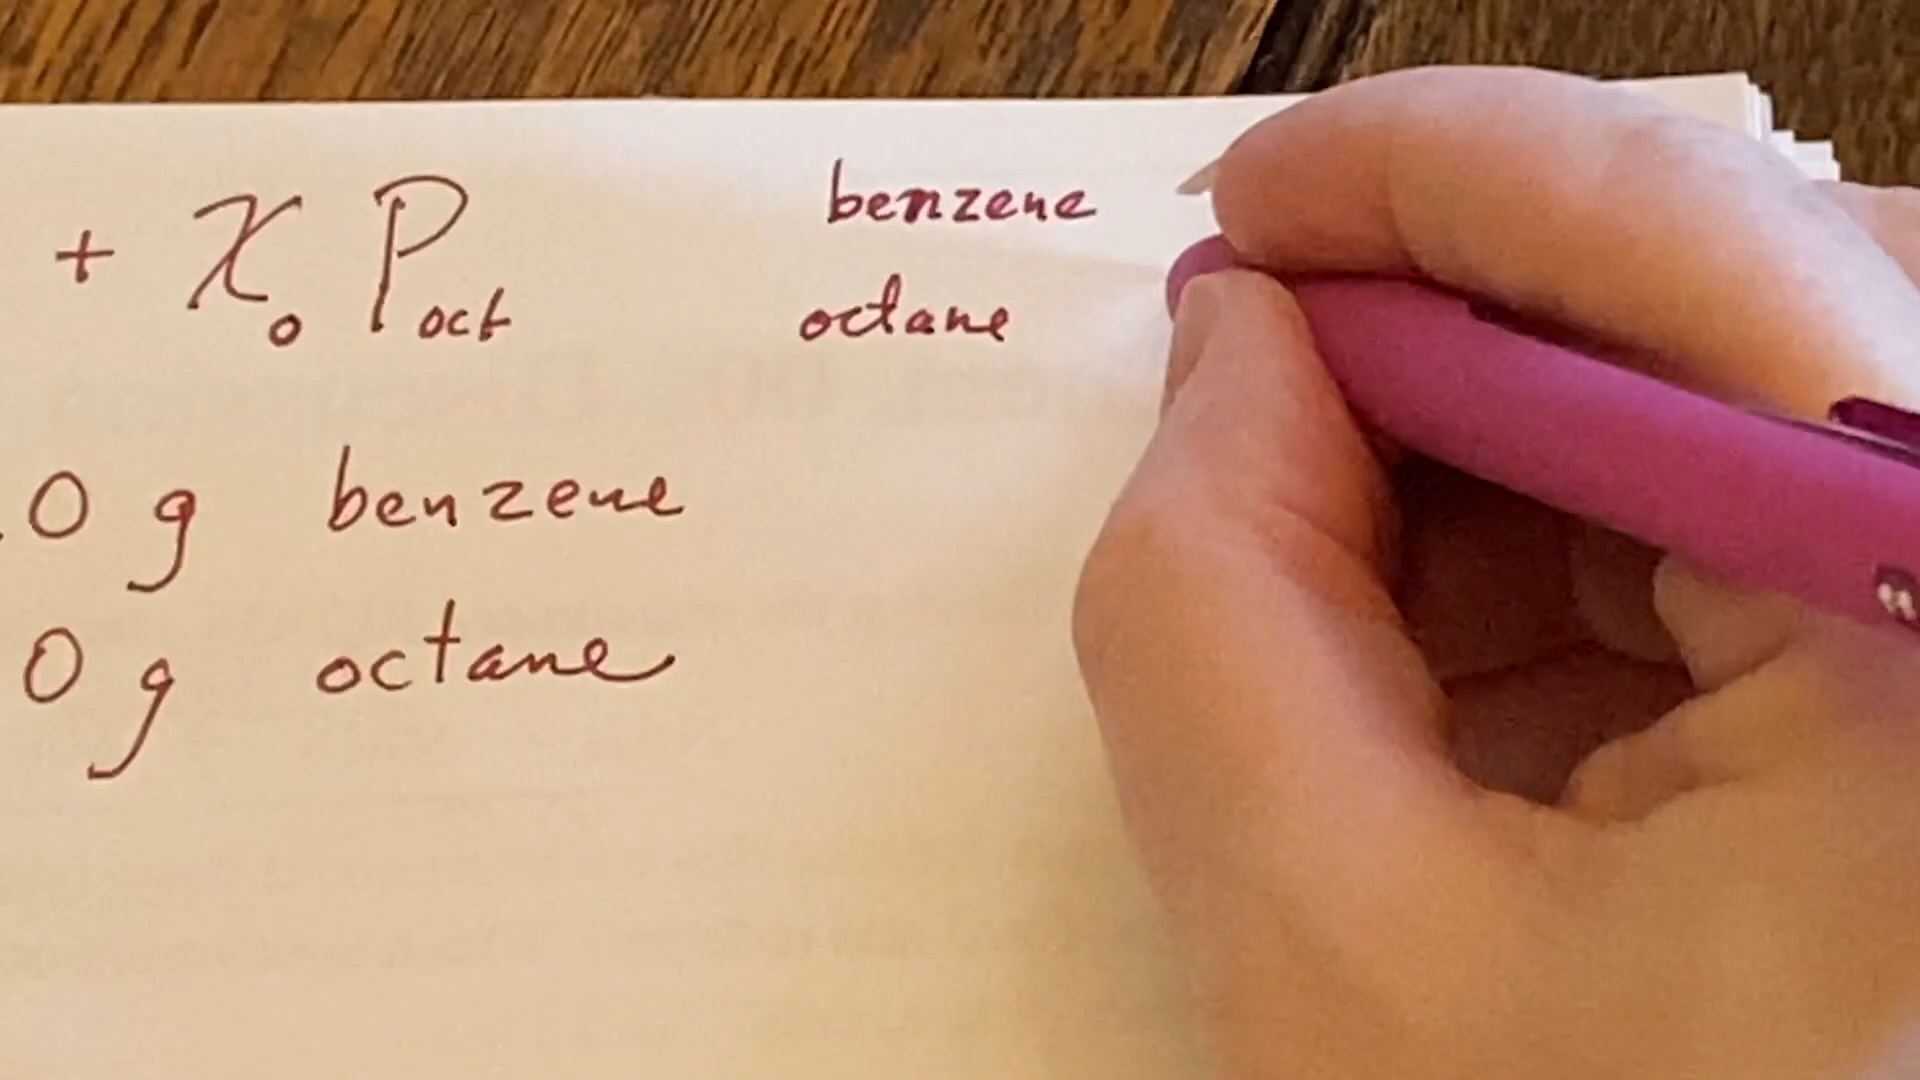 + X₀ P_oct
benzene
octane
.0 g benzene
0 g octane